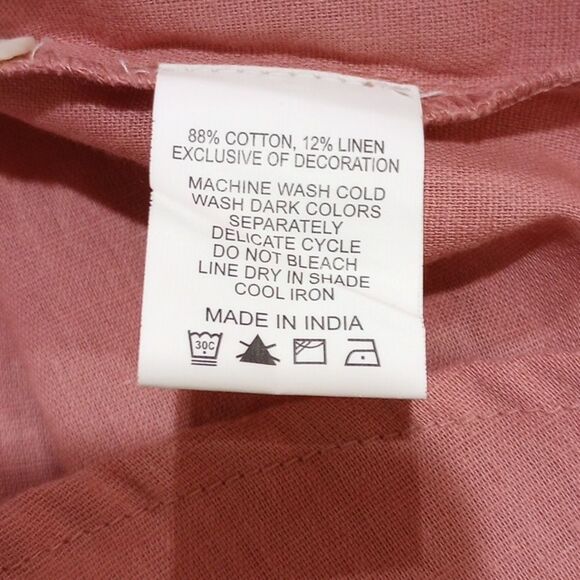 88% COTTON, 12% LINEN
EXCLUSIVE OF DECORATION
MACHINE WASH COLD
WASH DARK COLORS
SEPARATELY
DELICATE CYCLE
DO NOT BLEACH
LINE DRY IN SHADE
COOL IRON
MADE IN INDIA
30C